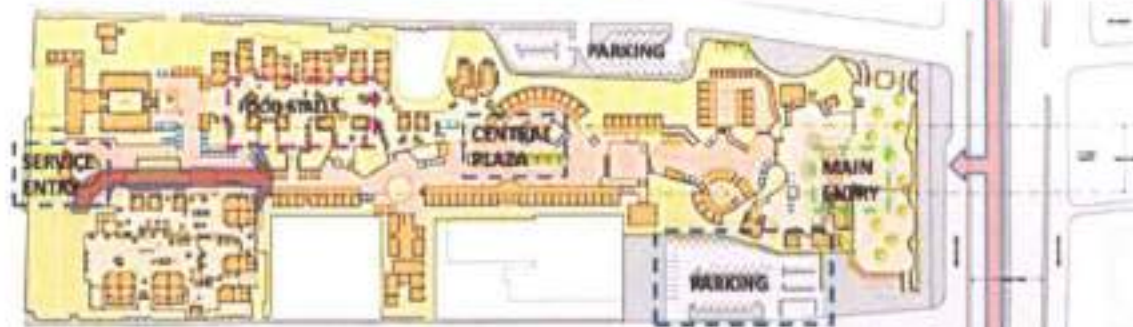 PARKING
FOOD STALLS
CENTRAL
PLAZA
SERVICE
ENTRY
MAIN
ENTRY
PARKING